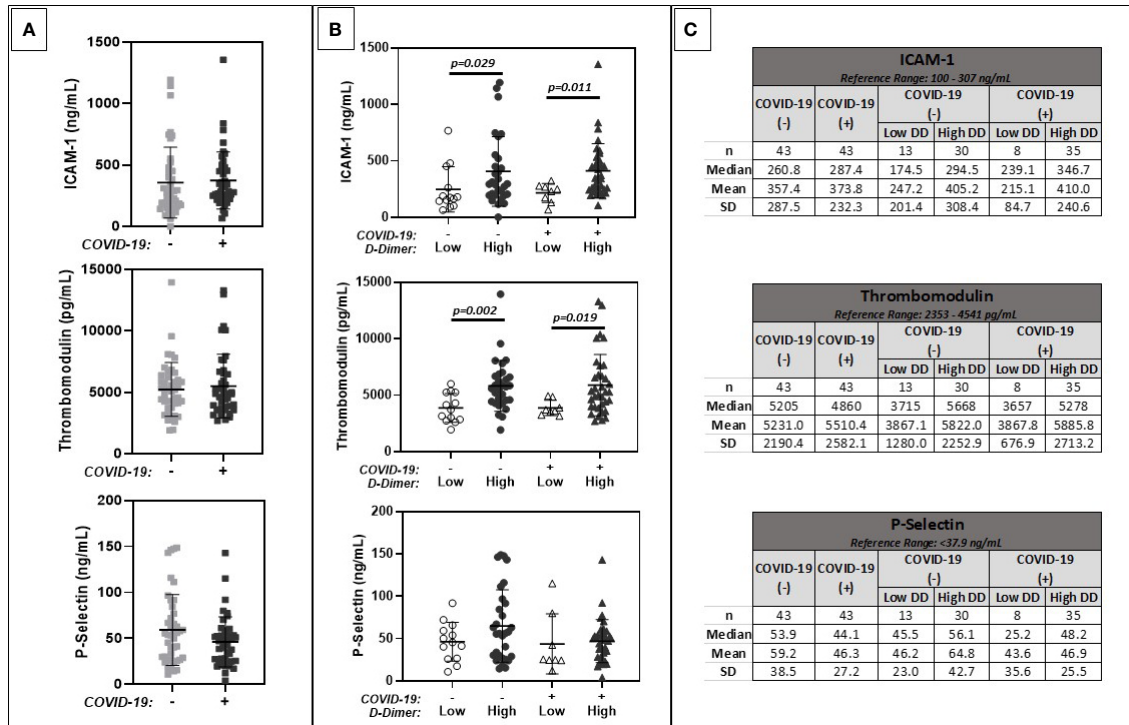 A
1500
1000
500
0
ICAM-1 (ng/mL)
COVID-19: - +
15000
10000
5000
0
Thrombomodulin (pg/mL)
COVID-19: - +
200
150
100
50
0
P-Selectin (ng/mL)
COVID-19: - +
B
1500
1000
500
0
ICAM-1 (ng/mL)
p=0.029
p=0.011
COVID-19: - - + +
D-Dimer: Low High Low High
15000
10000
5000
0
Thrombomodulin (pg/mL)
p=0.002
p=0.019
COVID-19: - - + +
D-Dimer: Low High Low High
200
150
100
50
0
P-Selectin (ng/mL)
COVID-19: - - + +
D-Dimer: Low High Low High
C
ICAM-1
Reference Range: 100 - 307 ng/mL
COVID-19 (-) COVID-19 (+) COVID-19 (-) COVID-19 (+)
Low DD High DD Low DD High DD
n 43 43 13 30 8 35
Median 260.8 287.4 174.5 294.5 239.1 346.7
Mean 357.4 373.8 247.2 405.2 215.1 410.0
SD 287.5 232.3 201.4 308.4 84.7 240.6
Thrombomodulin
Reference Range: 2353 - 4541 pg/mL
COVID-19 (-) COVID-19 (+) COVID-19 (-) COVID-19 (+)
Low DD High DD Low DD High DD
n 43 43 13 30 8 35
Median 5205 4860 3715 5668 3657 5278
Mean 5231.0 5510.4 3867.1 5822.0 3867.8 5885.8
SD 2190.4 2582.1 1280.0 2252.9 676.9 2713.2
P-Selectin
Reference Range: <37.9 ng/mL
COVID-19 (-) COVID-19 (+) COVID-19 (-) COVID-19 (+)
Low DD High DD Low DD High DD
n 43 43 13 30 8 35
Median 53.9 44.1 45.5 56.1 25.2 48.2
Mean 59.2 46.3 46.2 64.8 43.6 46.9
SD 38.5 27.2 23.0 42.7 35.6 25.5